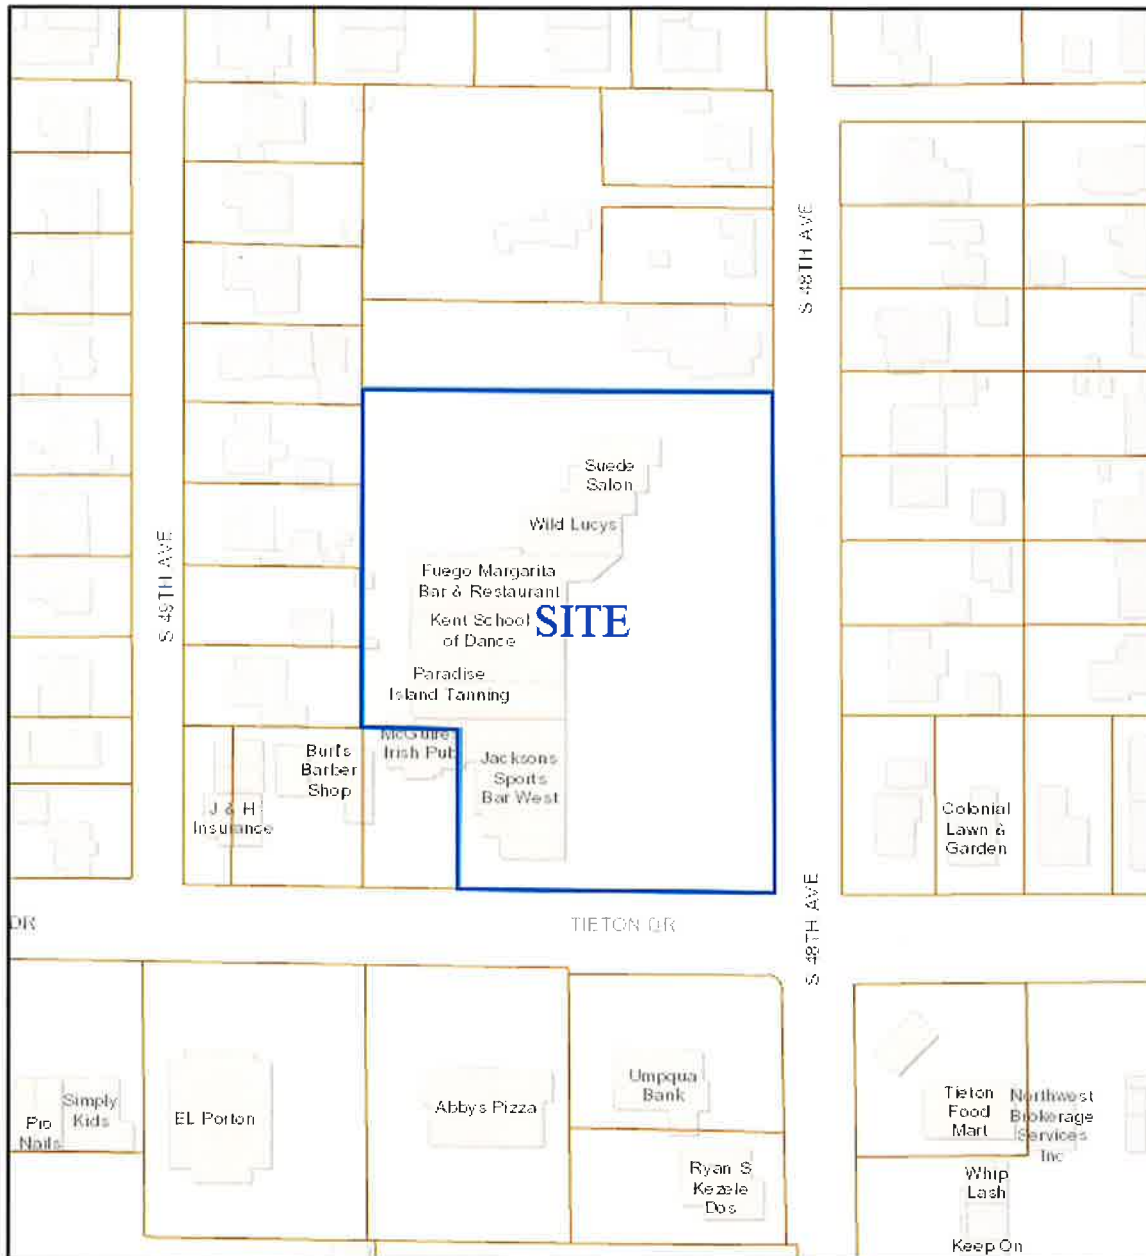 S 48TH AVE
Suede
Salon
Wild Lucys
Fuego Margarita
Bar & Restaurant
Kent School
of Dance
SITE
S 49TH AVE
Paradise
Island Tanning
McGuires
Irish Pub
Burl's
Barber
Shop
Jacksons
Sports
Bar West
J & H
Insurance
Colonial
Lawn &
Garden
DR
TIETON DR
S 48TH AVE
Simply
Kids
Pro
Nails
EL Porton
Abbys Pizza
Umpqua
Bank
Tieton
Food
Mart
Northwest
Brokerage
Services
Inc
Ryan S
Kezele
Dds
Whip
Lash
Keep On